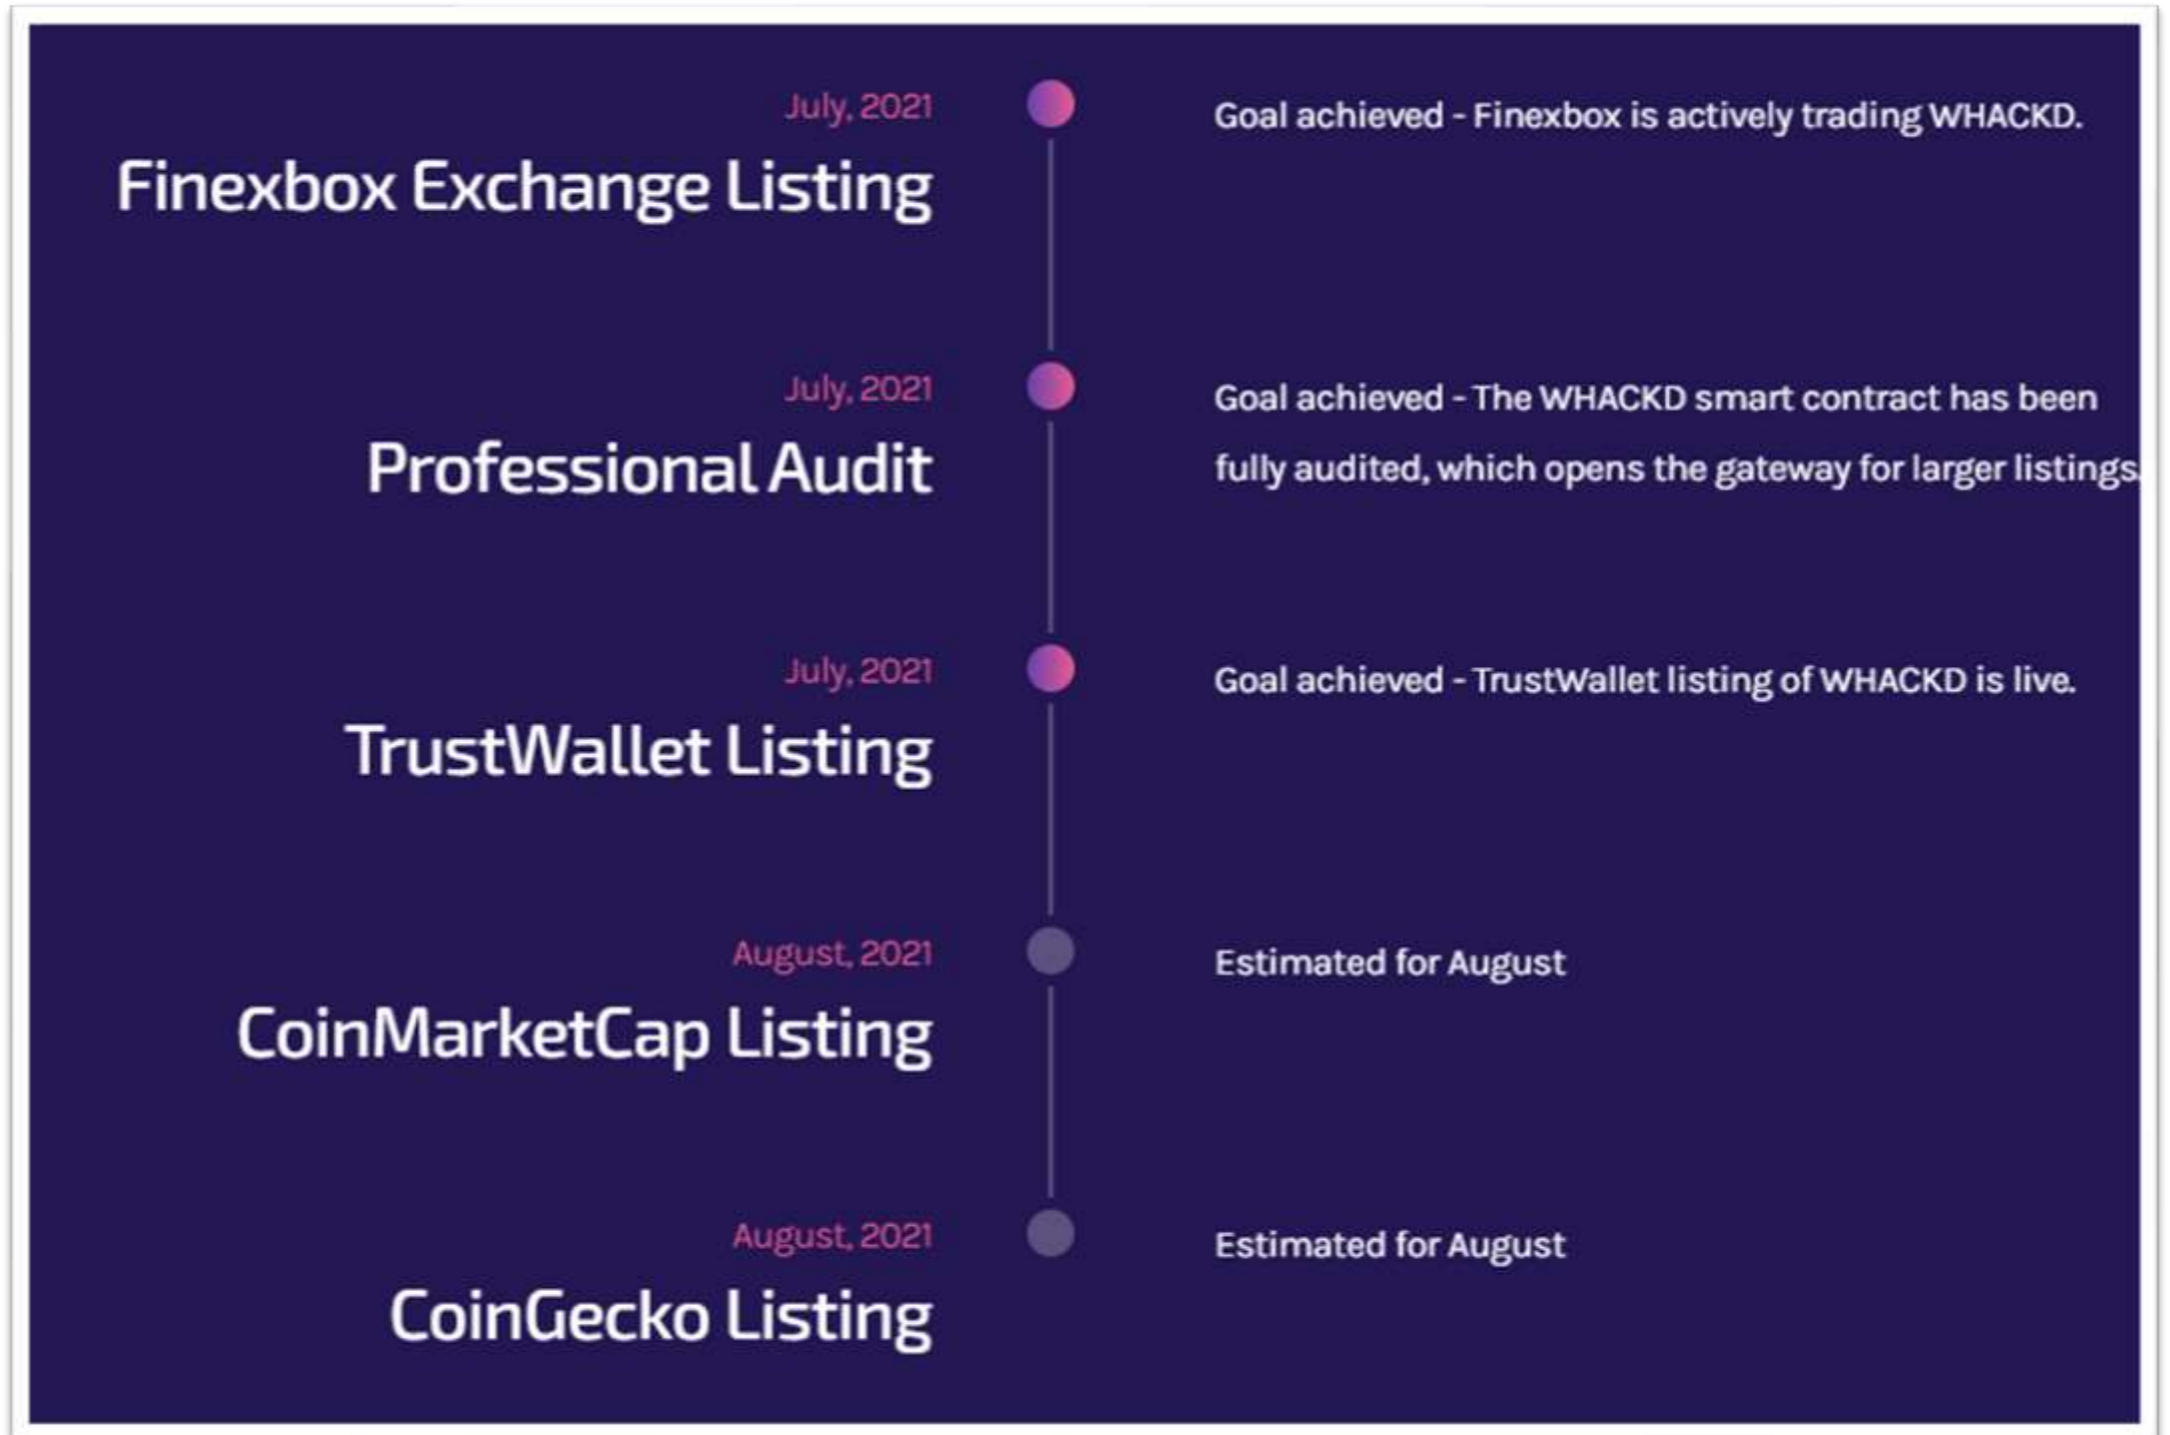 July, 2021
Finexbox Exchange Listing
Goal achieved - Finexbox is actively trading WHACKD.
July, 2021
Professional Audit
Goal achieved - The WHACKD smart contract has been
fully audited, which opens the gateway for larger listings.
July, 2021
TrustWallet Listing
Goal achieved - TrustWallet listing of WHACKD is live.
August, 2021
CoinMarketCap Listing
Estimated for August
August, 2021
CoinGecko Listing
Estimated for August